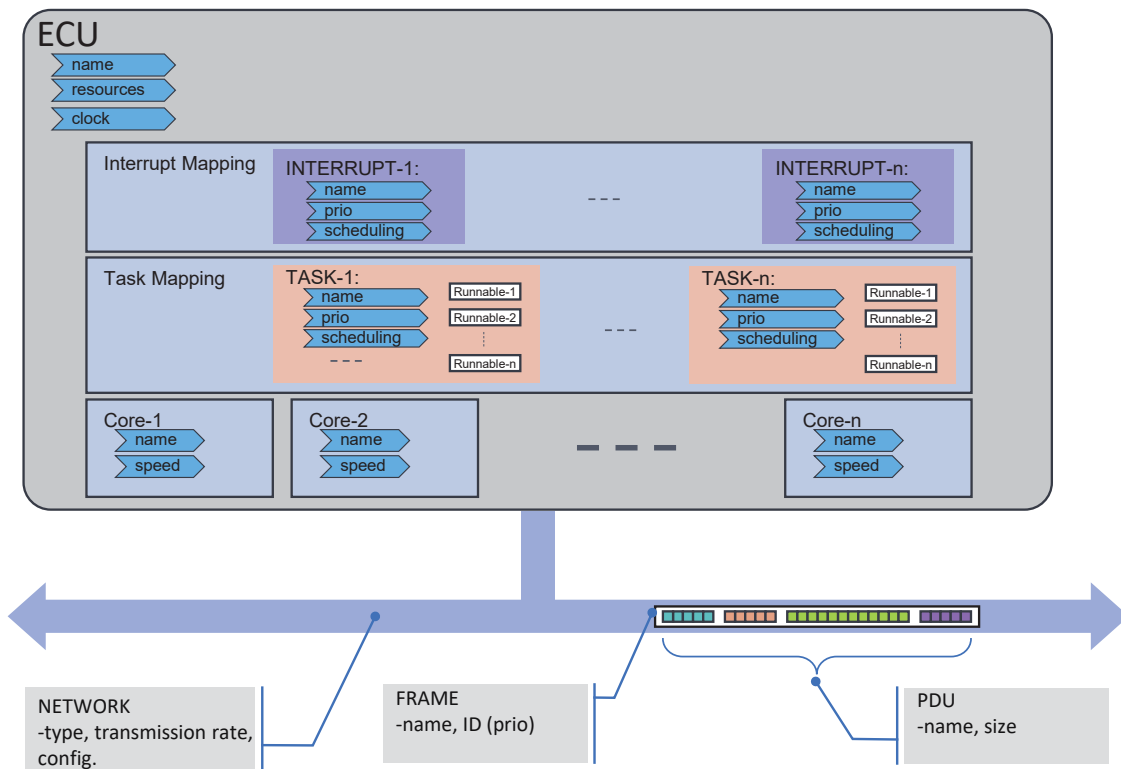 ECU
name
resources
clock
Interrupt Mapping
INTERRUPT-1:
name
prio
scheduling
INTERRUPT-n:
name
prio
scheduling
Task Mapping
TASK-1:
name
prio
scheduling
Runnable-1
Runnable-2
Runnable-n
TASK-n:
name
prio
scheduling
Runnable-1
Runnable-2
Runnable-n
Core-1
name
speed
Core-2
name
speed
Core-n
name
speed
NETWORK
-type, transmission rate,
config.
FRAME
-name, ID (prio)
PDU
-name, size